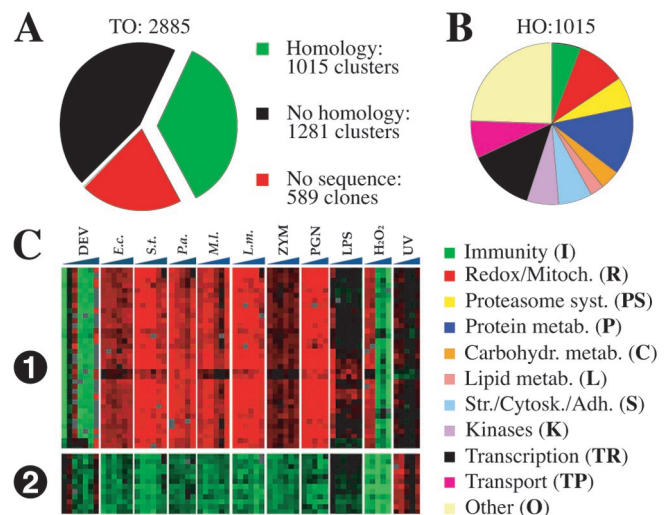 A
TO: 2885
Homology:
1015 clusters
No homology:
1281 clusters
No sequence:
589 clones
B
HO:1015
C
DEV
E.c.
S.t.
P.a.
M.l.
L.m.
ZYM
PGN
LPS
H₂O₂
UV
1
2
Immunity (I)
Redox/Mitoch. (R)
Proteasome syst. (PS)
Protein metab. (P)
Carbohydr. metab. (C)
Lipid metab. (L)
Str./Cytosk./Adh. (S)
Kinases (K)
Transcription (TR)
Transport (TP)
Other (O)